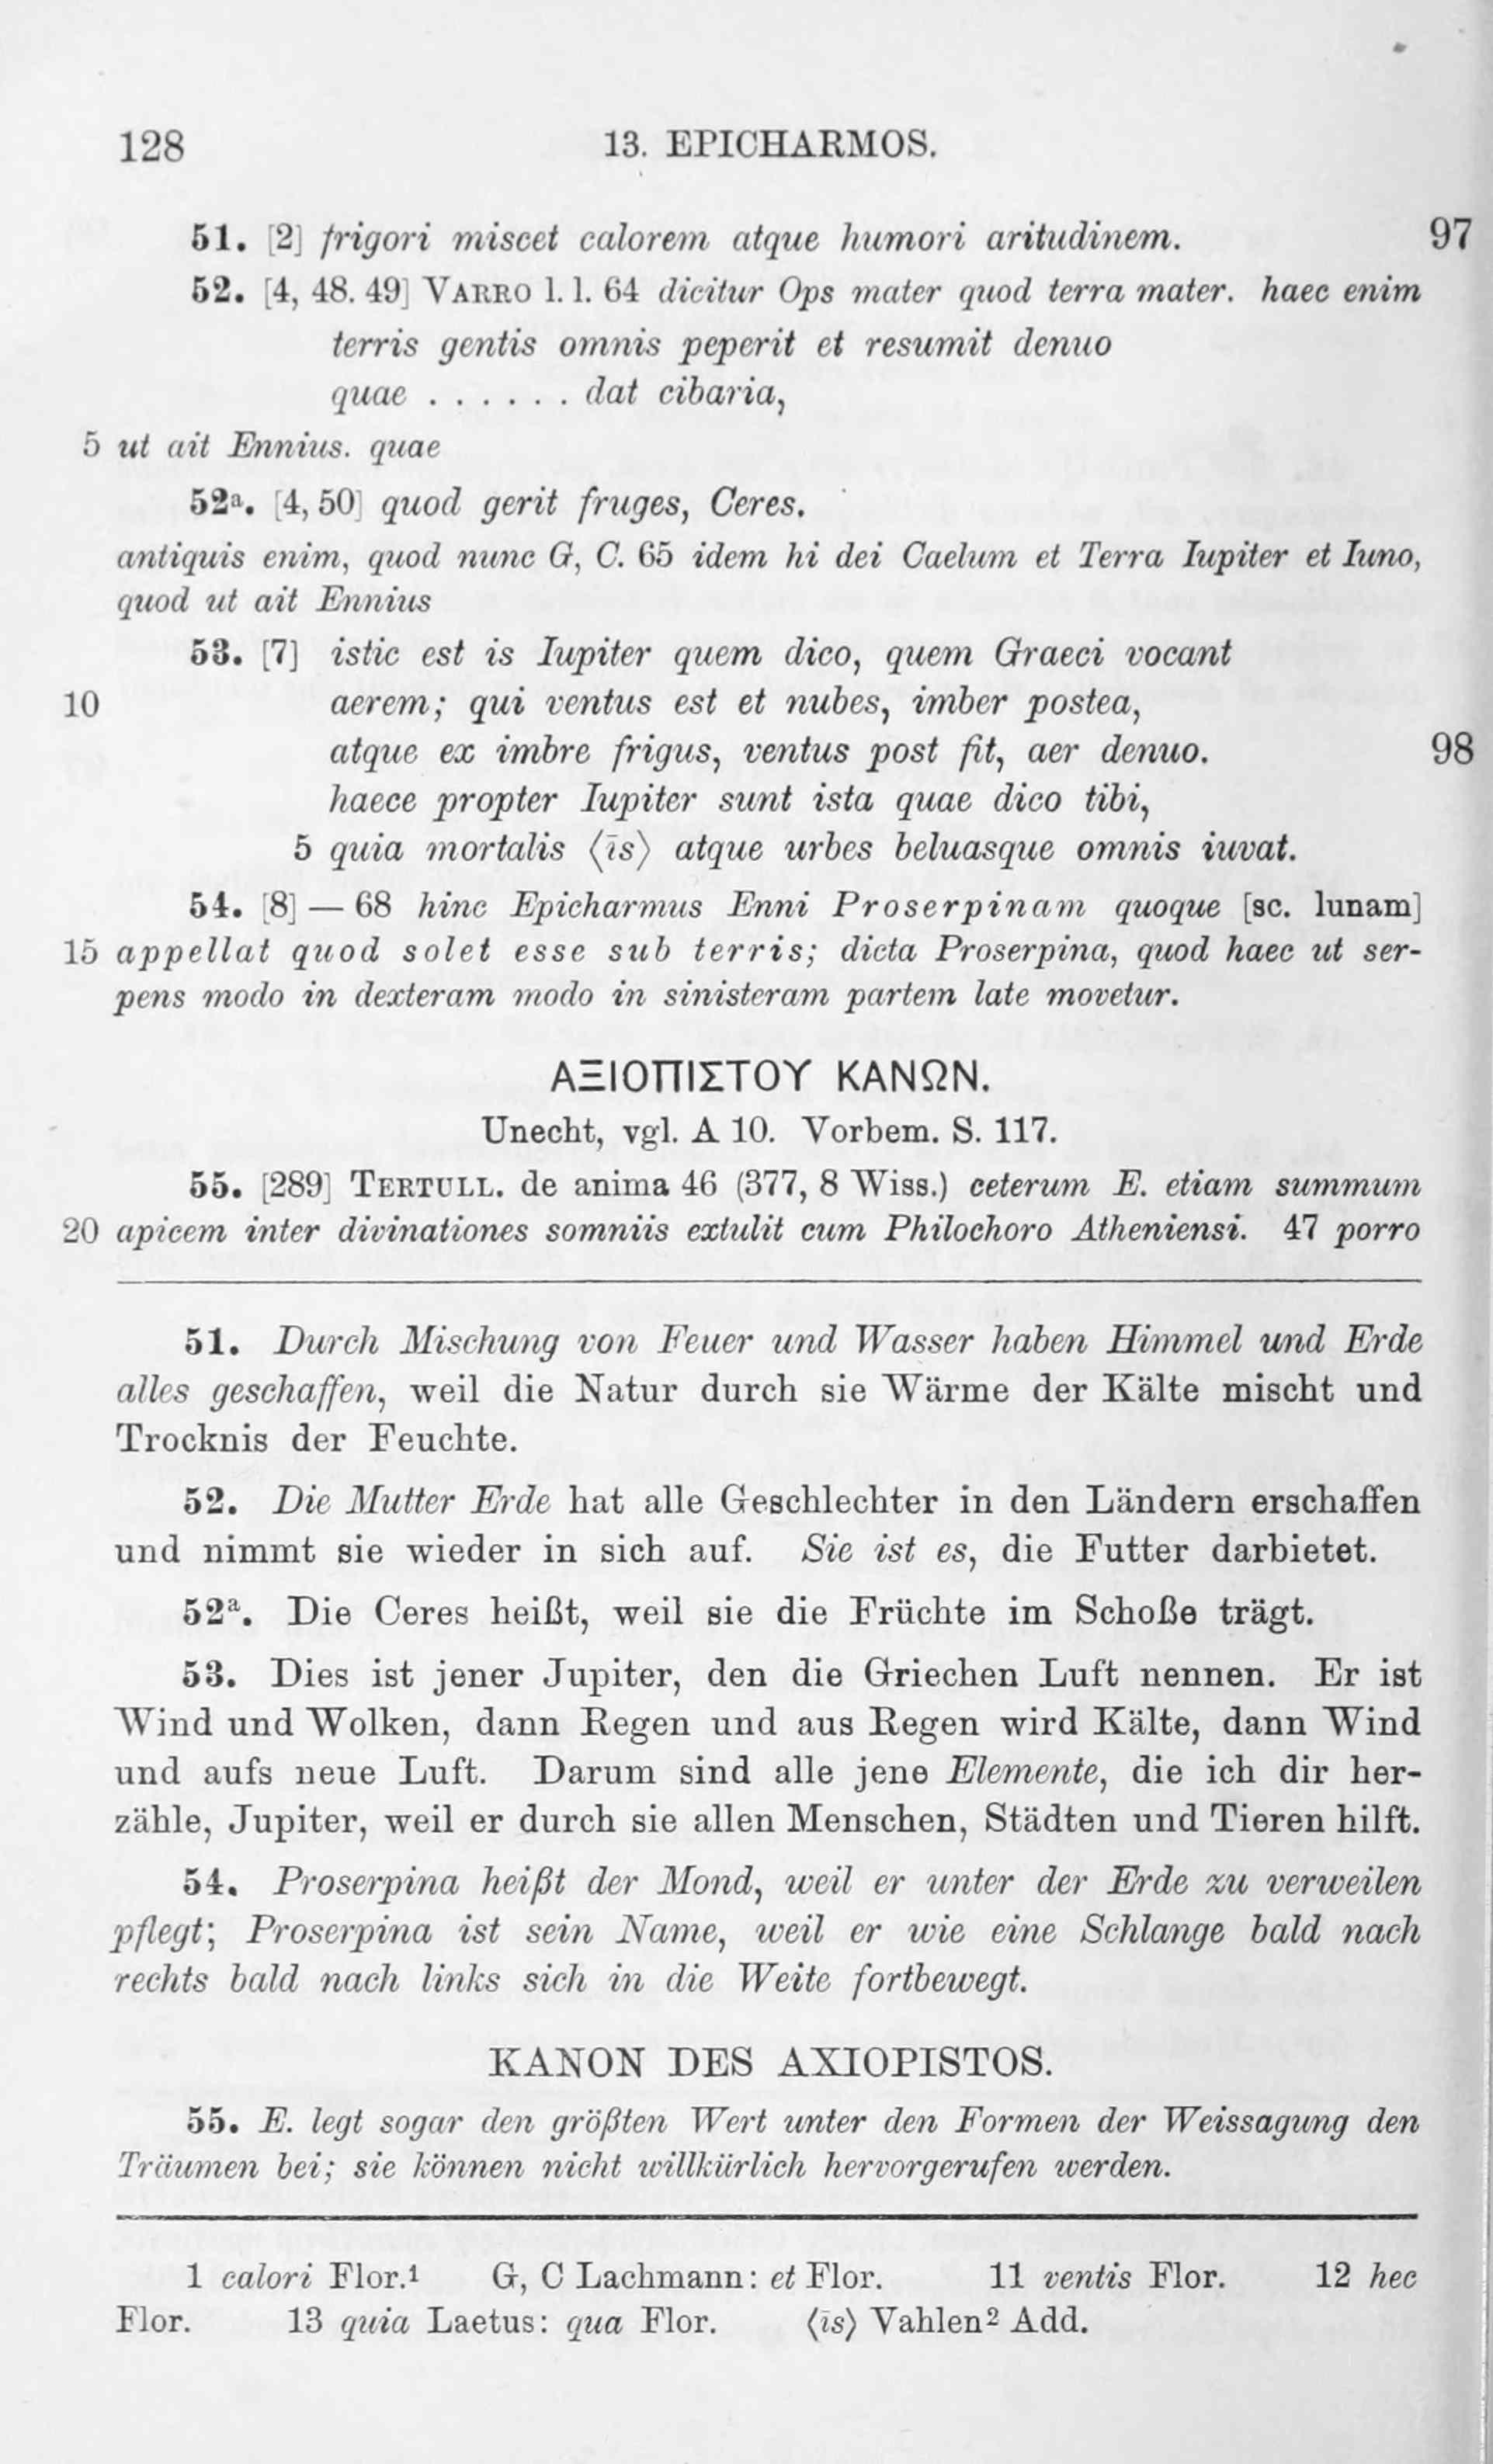 128 13. EPICHARMOS.
51. [2] frigori miscet calorem atque humori aritudinem. 97
52. [4, 48. 49] VARRO l. l. 64 dicitur Ops mater quod terra mater. haec enim
terris gentis omnis peperit et resumit denuo
quae . . . . . . dat cibaria,
5 ut ait Ennius. quae
52a. [4, 50] quod gerit fruges, Ceres.
antiquis enim, quod nunc G, C. 65 idem hi dei Caelum et Terra Iupiter et Iuno,
quod ut ait Ennius
53. [7] istic est is Iupiter quem dico, quem Graeci vocant
10 aerem; qui ventus est et nubes, imber postea,
atque ex imbre frigus, ventus post fit, aer denuo. 98
haece propter Iupiter sunt ista quae dico tibi,
5 quia mortalis ⟨īs⟩ atque urbes beluasque omnis iuvat.
54. [8] — 68 hinc Epicharmus Enni Proserpinam quoque [sc. lunam]
15 appellat quod solet esse sub terris; dicta Proserpina, quod haec ut ser-
pens modo in dexteram modo in sinisteram partem late movetur.
ΑΞΙΟΠΙΣΤΟΥ ΚΑΝΩΝ.
Unecht, vgl. A 10. Vorbem. S. 117.
55. [289] TERTULL. de anima 46 (377, 8 Wiss.) ceterum E. etiam summum
20 apicem inter divinationes somniis extulit cum Philochoro Atheniensi. 47 porro
51. Durch Mischung von Feuer und Wasser haben Himmel und Erde
alles geschaffen, weil die Natur durch sie Wärme der Kälte mischt und
Trocknis der Feuchte.
52. Die Mutter Erde hat alle Geschlechter in den Ländern erschaffen
und nimmt sie wieder in sich auf. Sie ist es, die Futter darbietet.
52a. Die Ceres heißt, weil sie die Früchte im Schoße trägt.
53. Dies ist jener Jupiter, den die Griechen Luft nennen. Er ist
Wind und Wolken, dann Regen und aus Regen wird Kälte, dann Wind
und aufs neue Luft. Darum sind alle jene Elemente, die ich dir her-
zähle, Jupiter, weil er durch sie allen Menschen, Städten und Tieren hilft.
54. Proserpina heißt der Mond, weil er unter der Erde zu verweilen
pflegt; Proserpina ist sein Name, weil er wie eine Schlange bald nach
rechts bald nach links sich in die Weite fortbewegt.
KANON DES AXIOPISTOS.
55. E. legt sogar den größten Wert unter den Formen der Weissagung den
Träumen bei; sie können nicht willkürlich hervorgerufen werden.
1 calori Flor.¹ G, C Lachmann: et Flor. 11 ventis Flor. 12 hec
Flor. 13 quia Laetus: qua Flor. ⟨īs⟩ Vahlen² Add.